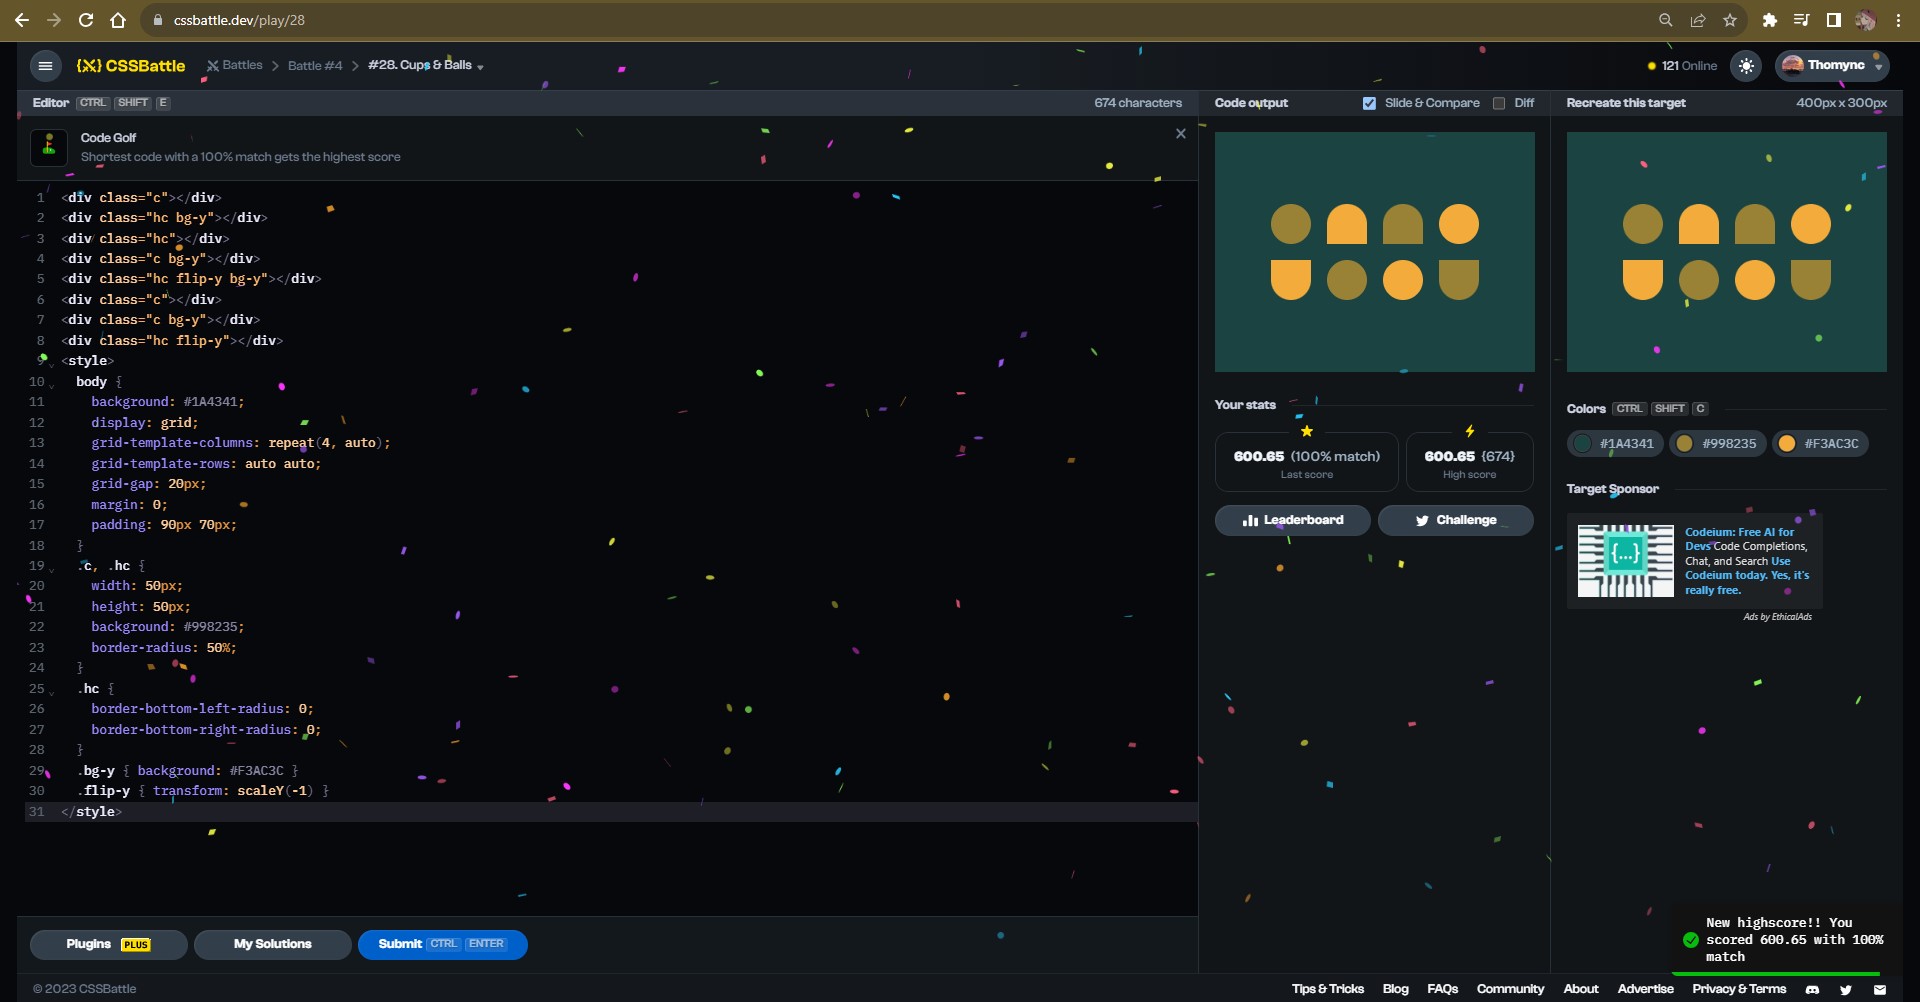 cssbattle.dev/play/28
{X} CSSBattle
Battles
Battle #4
#28. Cups & Balls
121 Online
Thomync
Editor CTRL SHIFT E
674 characters
Code Golf
Shortest code with a 100% match gets the highest score
1 <div class="c"></div>
2 <div class="hc bg-y"></div>
3 <div class="hc"></div>
4 <div class="c bg-y"></div>
5 <div class="hc flip-y bg-y"></div>
6 <div class="c"></div>
7 <div class="c bg-y"></div>
8 <div class="hc flip-y"></div>
9 <style>
10 body {
11 background: #1A4341;
12 display: grid;
13 grid-template-columns: repeat(4, auto);
14 grid-template-rows: auto auto;
15 grid-gap: 20px;
16 margin: 0;
17 padding: 90px 70px;
18 }
19 .c, .hc {
20 width: 50px;
21 height: 50px;
22 background: #998235;
23 border-radius: 50%;
24 }
25 .hc {
26 border-bottom-left-radius: 0;
27 border-bottom-right-radius: 0;
28 }
29 .bg-y { background: #F3AC3C }
30 .flip-y { transform: scaleY(-1) }
31 </style>
Plugins PLUS
My Solutions
Submit CTRL ENTER
Code output
Slide & Compare
Diff
Your stats
600.65 (100% match)
Last score
600.65 {674}
High score
Leaderboard
Challenge
Recreate this target
400px x 300px
Colors CTRL SHIFT C
#1A4341
#998235
#F3AC3C
Target Sponsor
{...}
Codeium: Free AI for
Devs Code Completions,
Chat, and Search Use
Codeium today. Yes, it's
really free.
Ads by EthicalAds
New highscore!! You
scored 600.65 with 100%
match
© 2023 CSSBattle
Tips & Tricks
Blog
FAQs
Community
About
Advertise
Privacy & Terms